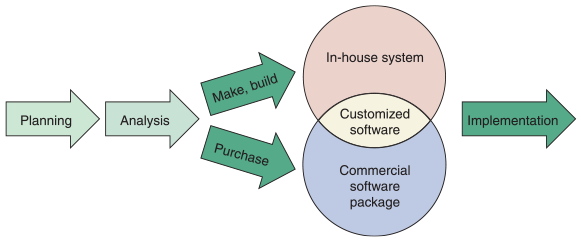 Planning
Analysis
Make, build
Purchase
In-house system
Customized
software
Commercial
software
package
Implementation